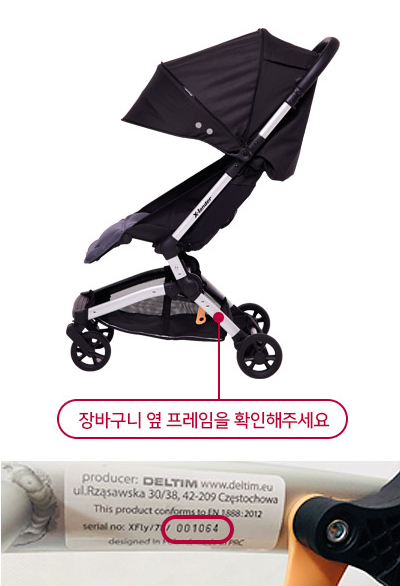 X-lander
장바구니 옆 프레임을 확인해주세요
producer: DELTIM www.deltim.eu
ul.Rząsawska 30/38, 42-209 Częstochowa
This product conforms to EN 1888:2012
serial no: XFly/7/ 001064
designed in PRC